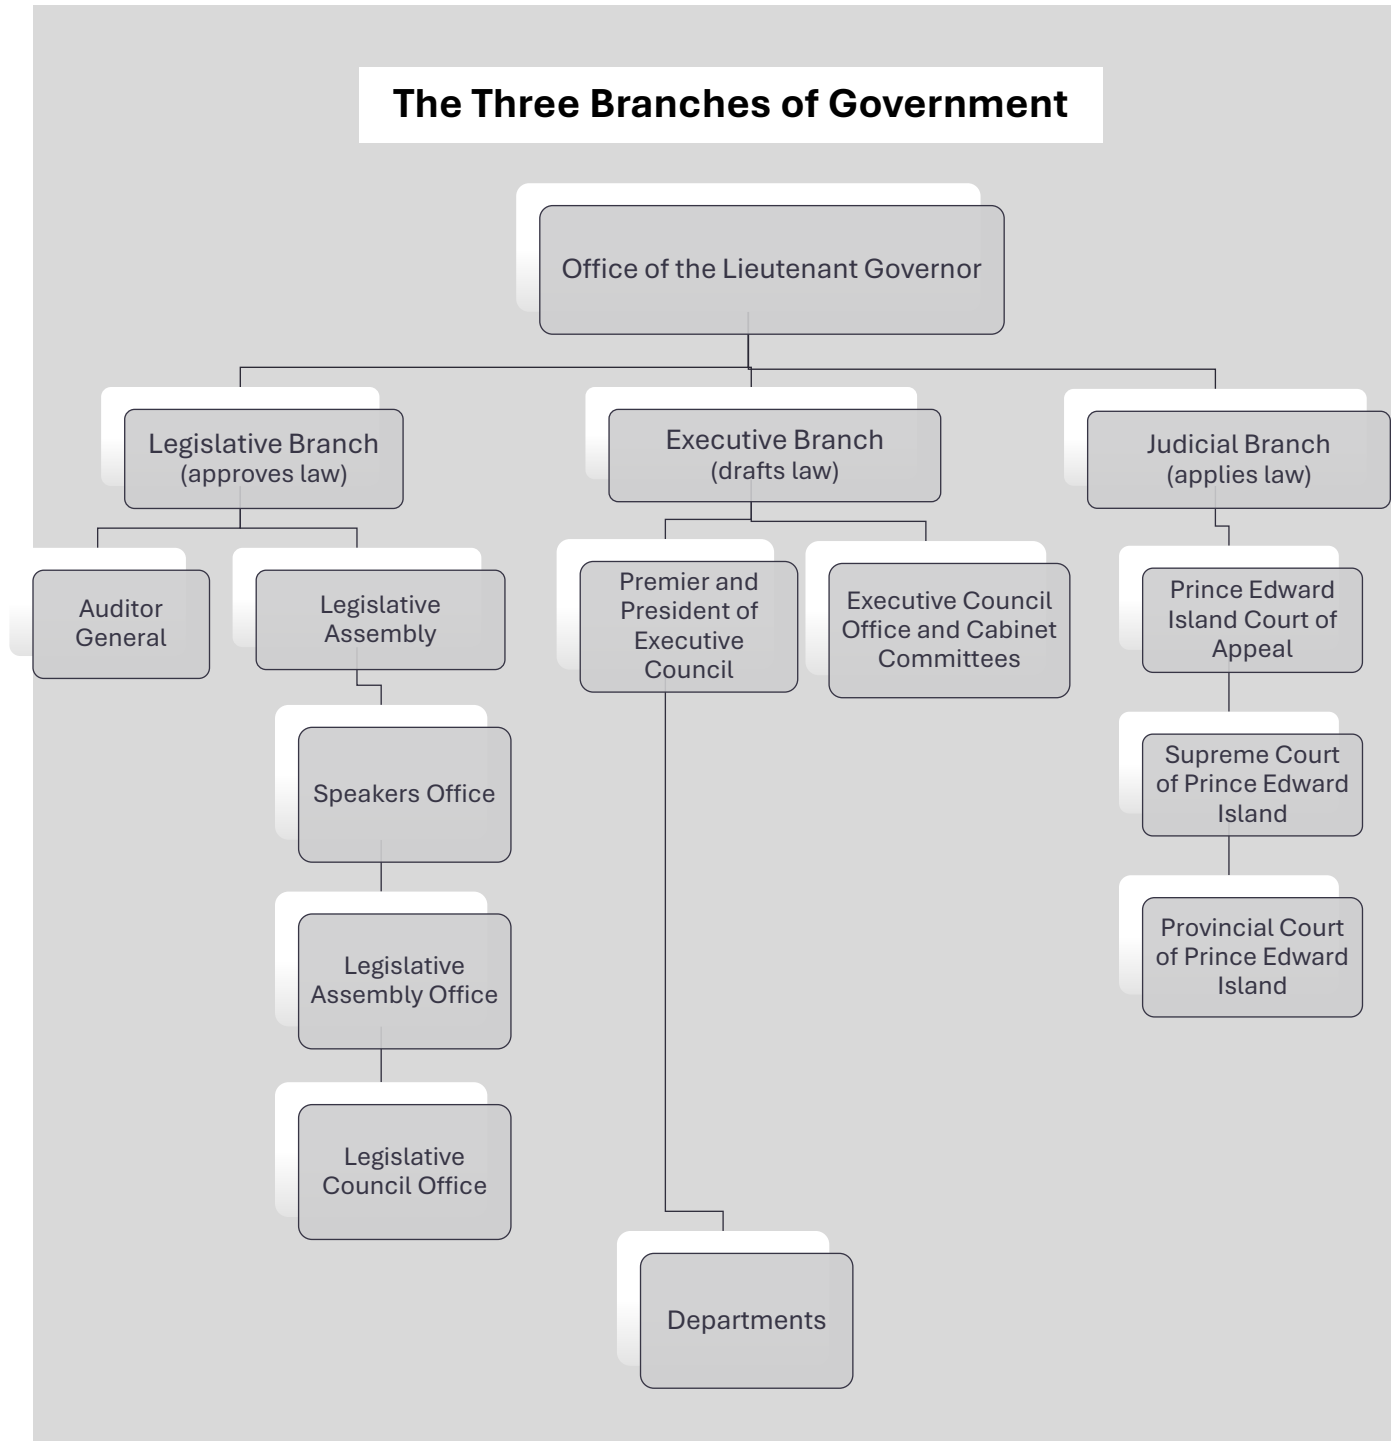 The Three Branches of Government
Office of the Lieutenant Governor
Legislative Branch
(approves law)
Executive Branch
(drafts law)
Judicial Branch
(applies law)
Auditor
General
Legislative
Assembly
Premier and
President of
Executive
Council
Executive Council
Office and Cabinet
Committees
Prince Edward
Island Court of
Appeal
Speakers Office
Supreme Court
of Prince Edward
Island
Legislative
Assembly Office
Provincial Court
of Prince Edward
Island
Legislative
Council Office
Departments